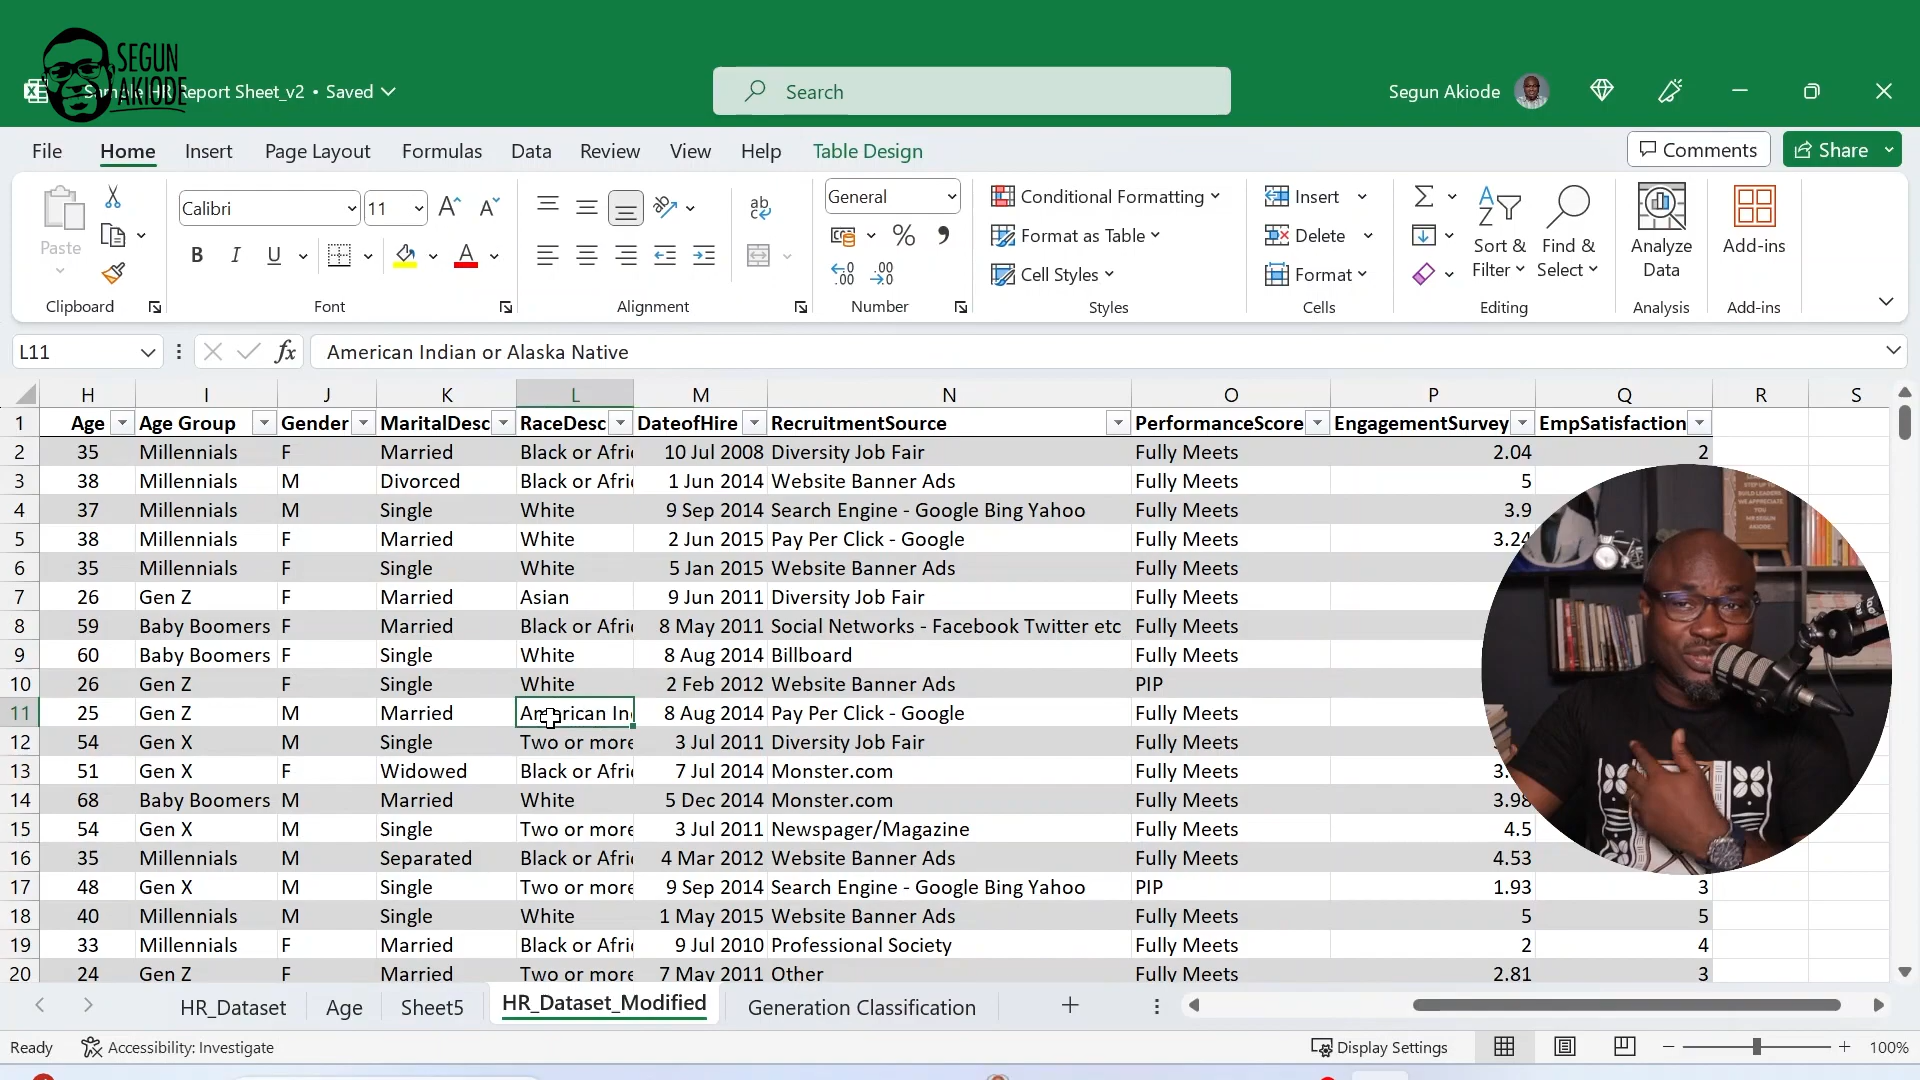 SEGUN
AKIODE
Report Sheet_v2 • Saved
Search
Segun Akiode
File Home Insert Page Layout Formulas Data Review View Help Table Design
Comments Share
Paste
Calibri 11
B I U
General
Conditional Formatting
Format as Table
Cell Styles
Insert
Delete
Format
Sort & Filter
Find & Select
Analyze Data
Add-ins
Clipboard Font Alignment Number Styles Cells Editing Analysis Add-ins
L11 fx American Indian or Alaska Native
H I J K L M N O P Q R S
1 Age Age Group Gender MaritalDesc RaceDesc DateofHire RecruitmentSource PerformanceScore EngagementSurvey EmpSatisfaction
2 35 Millennials F Married Black or Afri 10 Jul 2008 Diversity Job Fair Fully Meets 2.04 2
3 38 Millennials M Divorced Black or Afri 1 Jun 2014 Website Banner Ads Fully Meets 5
4 37 Millennials M Single White 9 Sep 2014 Search Engine - Google Bing Yahoo Fully Meets 3.9
5 38 Millennials F Married White 2 Jun 2015 Pay Per Click - Google Fully Meets 3.24
6 35 Millennials F Single White 5 Jan 2015 Website Banner Ads Fully Meets
7 26 Gen Z F Married Asian 9 Jun 2011 Diversity Job Fair Fully Meets
8 59 Baby Boomers F Married Black or Afri 8 May 2011 Social Networks - Facebook Twitter etc Fully Meets
9 60 Baby Boomers F Single White 8 Aug 2014 Billboard Fully Meets
10 26 Gen Z F Single White 2 Feb 2012 Website Banner Ads PIP
11 25 Gen Z M Married American In 8 Aug 2014 Pay Per Click - Google Fully Meets
12 54 Gen X M Single Two or more 3 Jul 2011 Diversity Job Fair Fully Meets
13 51 Gen X F Widowed Black or Afri 7 Jul 2014 Monster.com Fully Meets
14 68 Baby Boomers M Married White 5 Dec 2014 Monster.com Fully Meets 3.98
15 54 Gen X M Single Two or more 3 Jul 2011 Newspager/Magazine Fully Meets 4.5
16 35 Millennials M Separated Black or Afri 4 Mar 2012 Website Banner Ads Fully Meets 4.53
17 48 Gen X M Single Two or more 9 Sep 2014 Search Engine - Google Bing Yahoo PIP 1.93 3
18 40 Millennials M Single White 1 May 2015 Website Banner Ads Fully Meets 5 5
19 33 Millennials F Married Black or Afri 9 Jul 2010 Professional Society Fully Meets 2 4
20 24 Gen Z F Married Two or more 7 May 2011 Other Fully Meets 2.81 3
HR_Dataset Age Sheet5 HR_Dataset_Modified Generation Classification
Ready Accessibility: Investigate Display Settings 100%